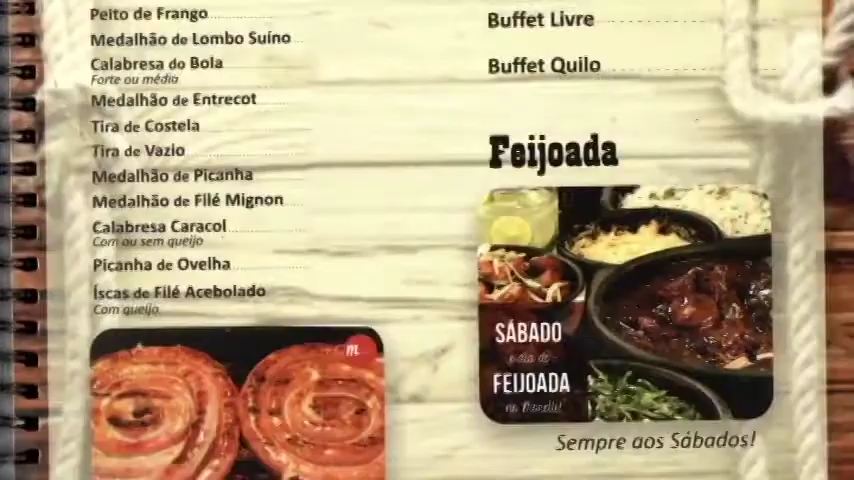 Peito de Frango
Medalhão de Lombo Suíno
Calabresa do Bola
Forte ou média
Medalhão de Entrecot
Tira de Costela
Tira de Vazio
Medalhão de Picanha
Medalhão de Filé Mignon
Calabresa Caracol
Com ou sem queijo
Picanha de Ovelha
Íscas de Filé Acebolado
Com queijo
m
Buffet Livre
Buffet Quilo
Feijoada
SÁBADO
é dia de
FEIJOADA
Sempre aos Sábados!